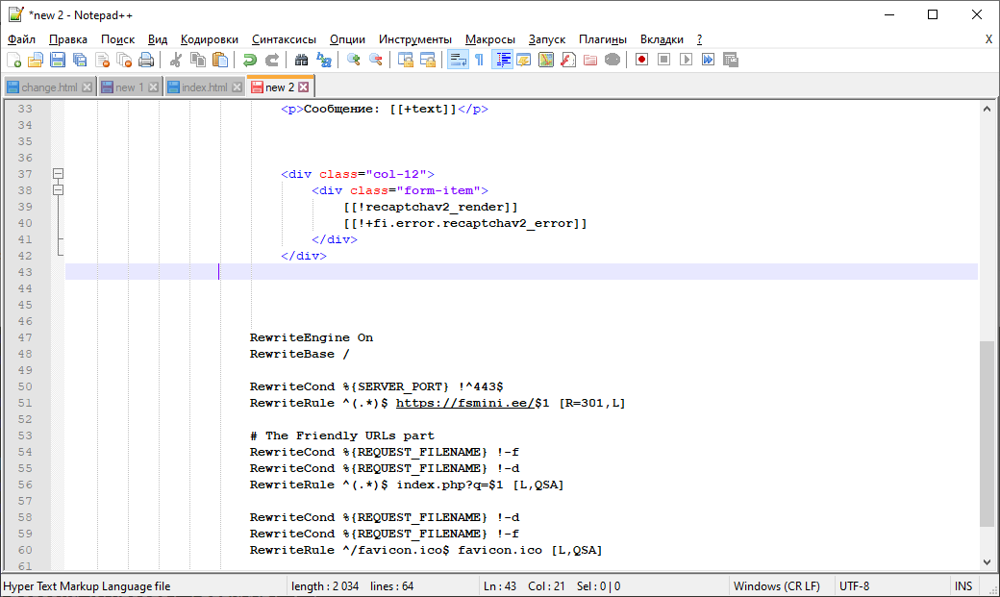 *new 2 - Notepad++
Файл Правка Поиск Вид Кодировки Синтаксисы Опции Инструменты Макросы Запуск Плагины Вкладки ? X
change.html new 1 index.html new 2
33 <p>Сообщение: [[+text]]</p>
34
35
36
37 <div class="col-12">
38 <div class="form-item">
39 [[!recaptchav2_render]]
40 [[!+fi.error.recaptchav2_error]]
41 </div>
42 </div>
43
44
45
46
47 RewriteEngine On
48 RewriteBase /
49
50 RewriteCond %{SERVER_PORT} !^443$
51 RewriteRule ^(.*)$ https://fsmini.ee/$1 [R=301,L]
52
53 # The Friendly URLs part
54 RewriteCond %{REQUEST_FILENAME} !-f
55 RewriteCond %{REQUEST_FILENAME} !-d
56 RewriteRule ^(.*)$ index.php?q=$1 [L,QSA]
57
58 RewriteCond %{REQUEST_FILENAME} !-d
59 RewriteCond %{REQUEST_FILENAME} !-f
60 RewriteRule ^/favicon.ico$ favicon.ico [L,QSA]
61
Hyper Text Markup Language file length : 2 034 lines : 64 Ln : 43 Col : 21 Sel : 0 | 0 Windows (CR LF) UTF-8 INS